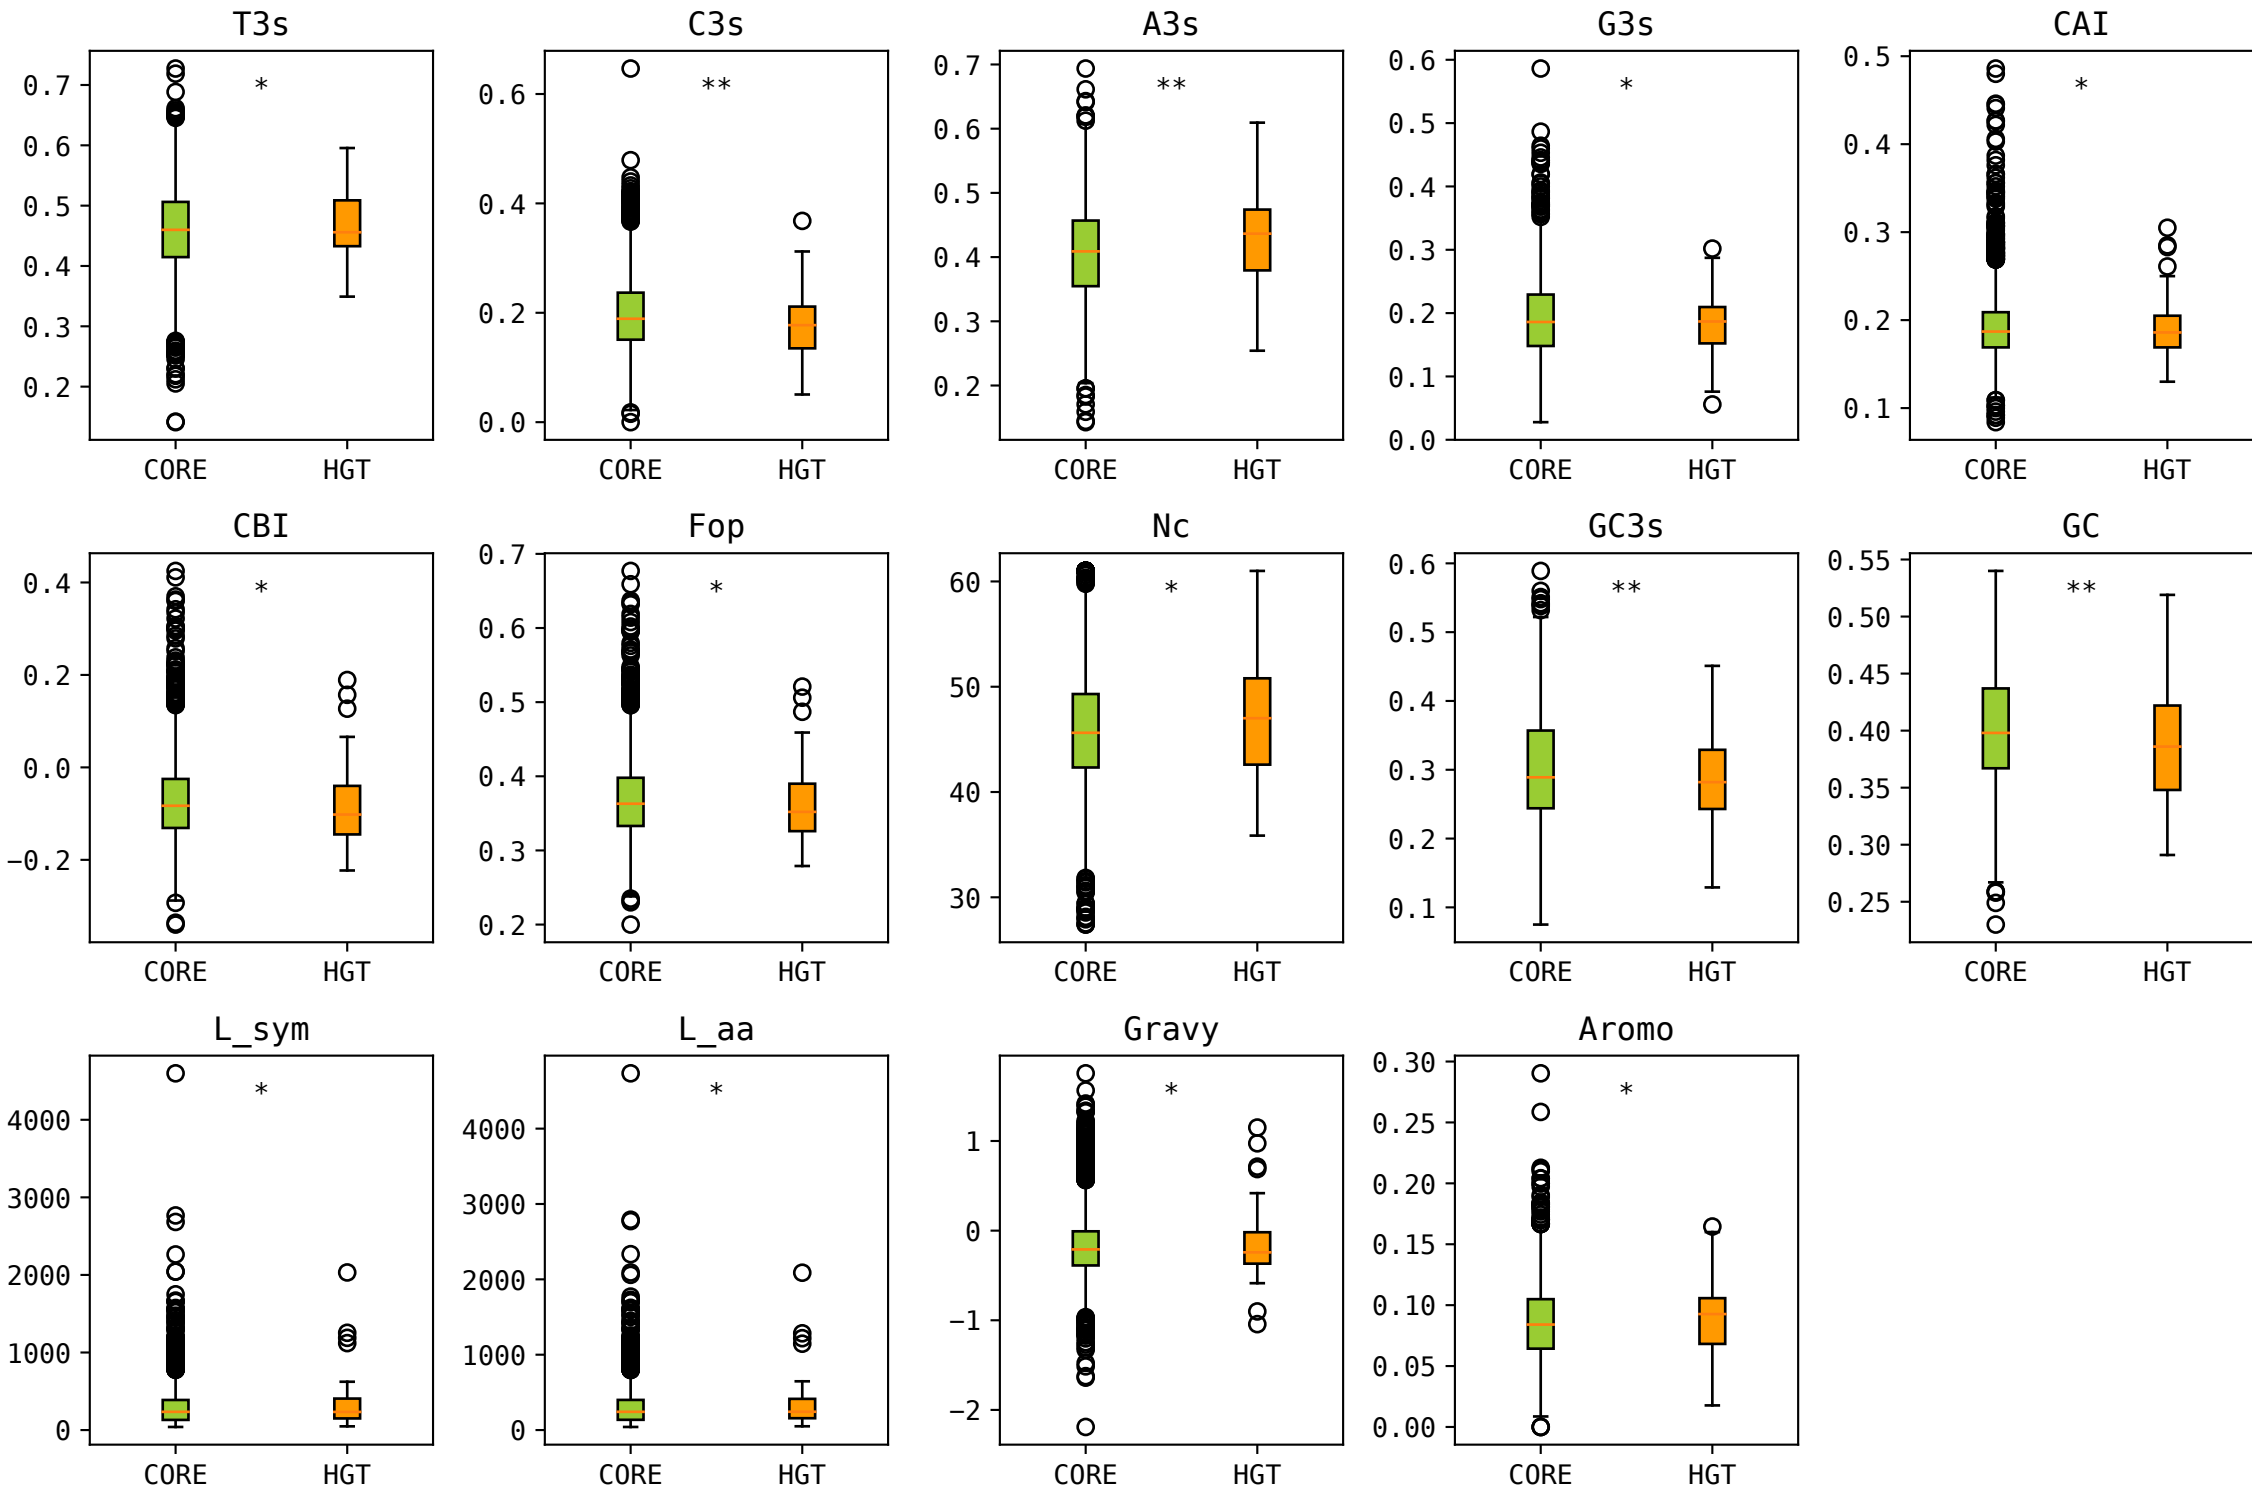 T3s C3s A3s G3s CAI
* ** ** * *
0.7 0.6 0.5 0.4 0.3 0.2
0.6 0.4 0.2 0.0
0.7 0.6 0.5 0.4 0.3 0.2
0.6 0.5 0.4 0.3 0.2 0.1 0.0
0.5 0.4 0.3 0.2 0.1
CORE HGT CORE HGT CORE HGT CORE HGT CORE HGT
CBI Fop Nc GC3s GC
* * * ** **
0.4 0.2 0.0 −0.2
0.7 0.6 0.5 0.4 0.3 0.2
60 50 40 30
0.6 0.5 0.4 0.3 0.2 0.1
0.55 0.50 0.45 0.40 0.35 0.30 0.25
CORE HGT CORE HGT CORE HGT CORE HGT CORE HGT
L_sym L_aa Gravy Aromo
* * * *
4000 3000 2000 1000 0
4000 3000 2000 1000 0
1 0 −1 −2
0.30 0.25 0.20 0.15 0.10 0.05 0.00
CORE HGT CORE HGT CORE HGT CORE HGT